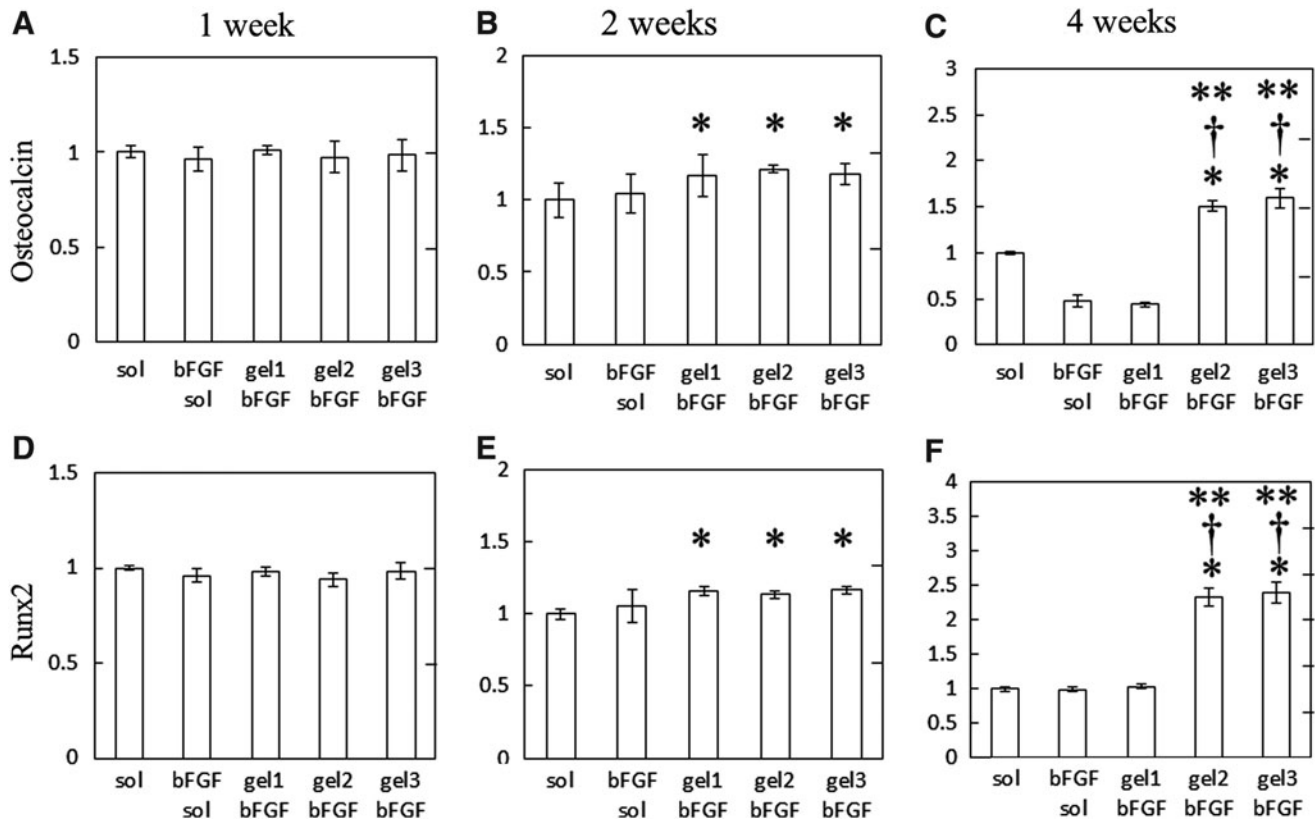 A
1 week
1.5
1
0.5
0
Osteocalcin
sol
bFGF
sol
gel1
bFGF
gel2
bFGF
gel3
bFGF
B
2 weeks
2
1.5
1
0.5
0
* * *
sol
bFGF
sol
gel1
bFGF
gel2
bFGF
gel3
bFGF
C
4 weeks
3
2.5
2
1.5
1
0.5
0
** **
† †
* *
sol
bFGF
sol
gel1
bFGF
gel2
bFGF
gel3
bFGF
D
1.5
1
0.5
0
Runx2
sol
bFGF
sol
gel1
bFGF
gel2
bFGF
gel3
bFGF
E
2
1.5
1
0.5
0
* * *
sol
bFGF
sol
gel1
bFGF
gel2
bFGF
gel3
bFGF
F
4
3.5
3
2.5
2
1.5
1
0.5
0
** **
† †
* *
sol
bFGF
sol
gel1
bFGF
gel2
bFGF
gel3
bFGF